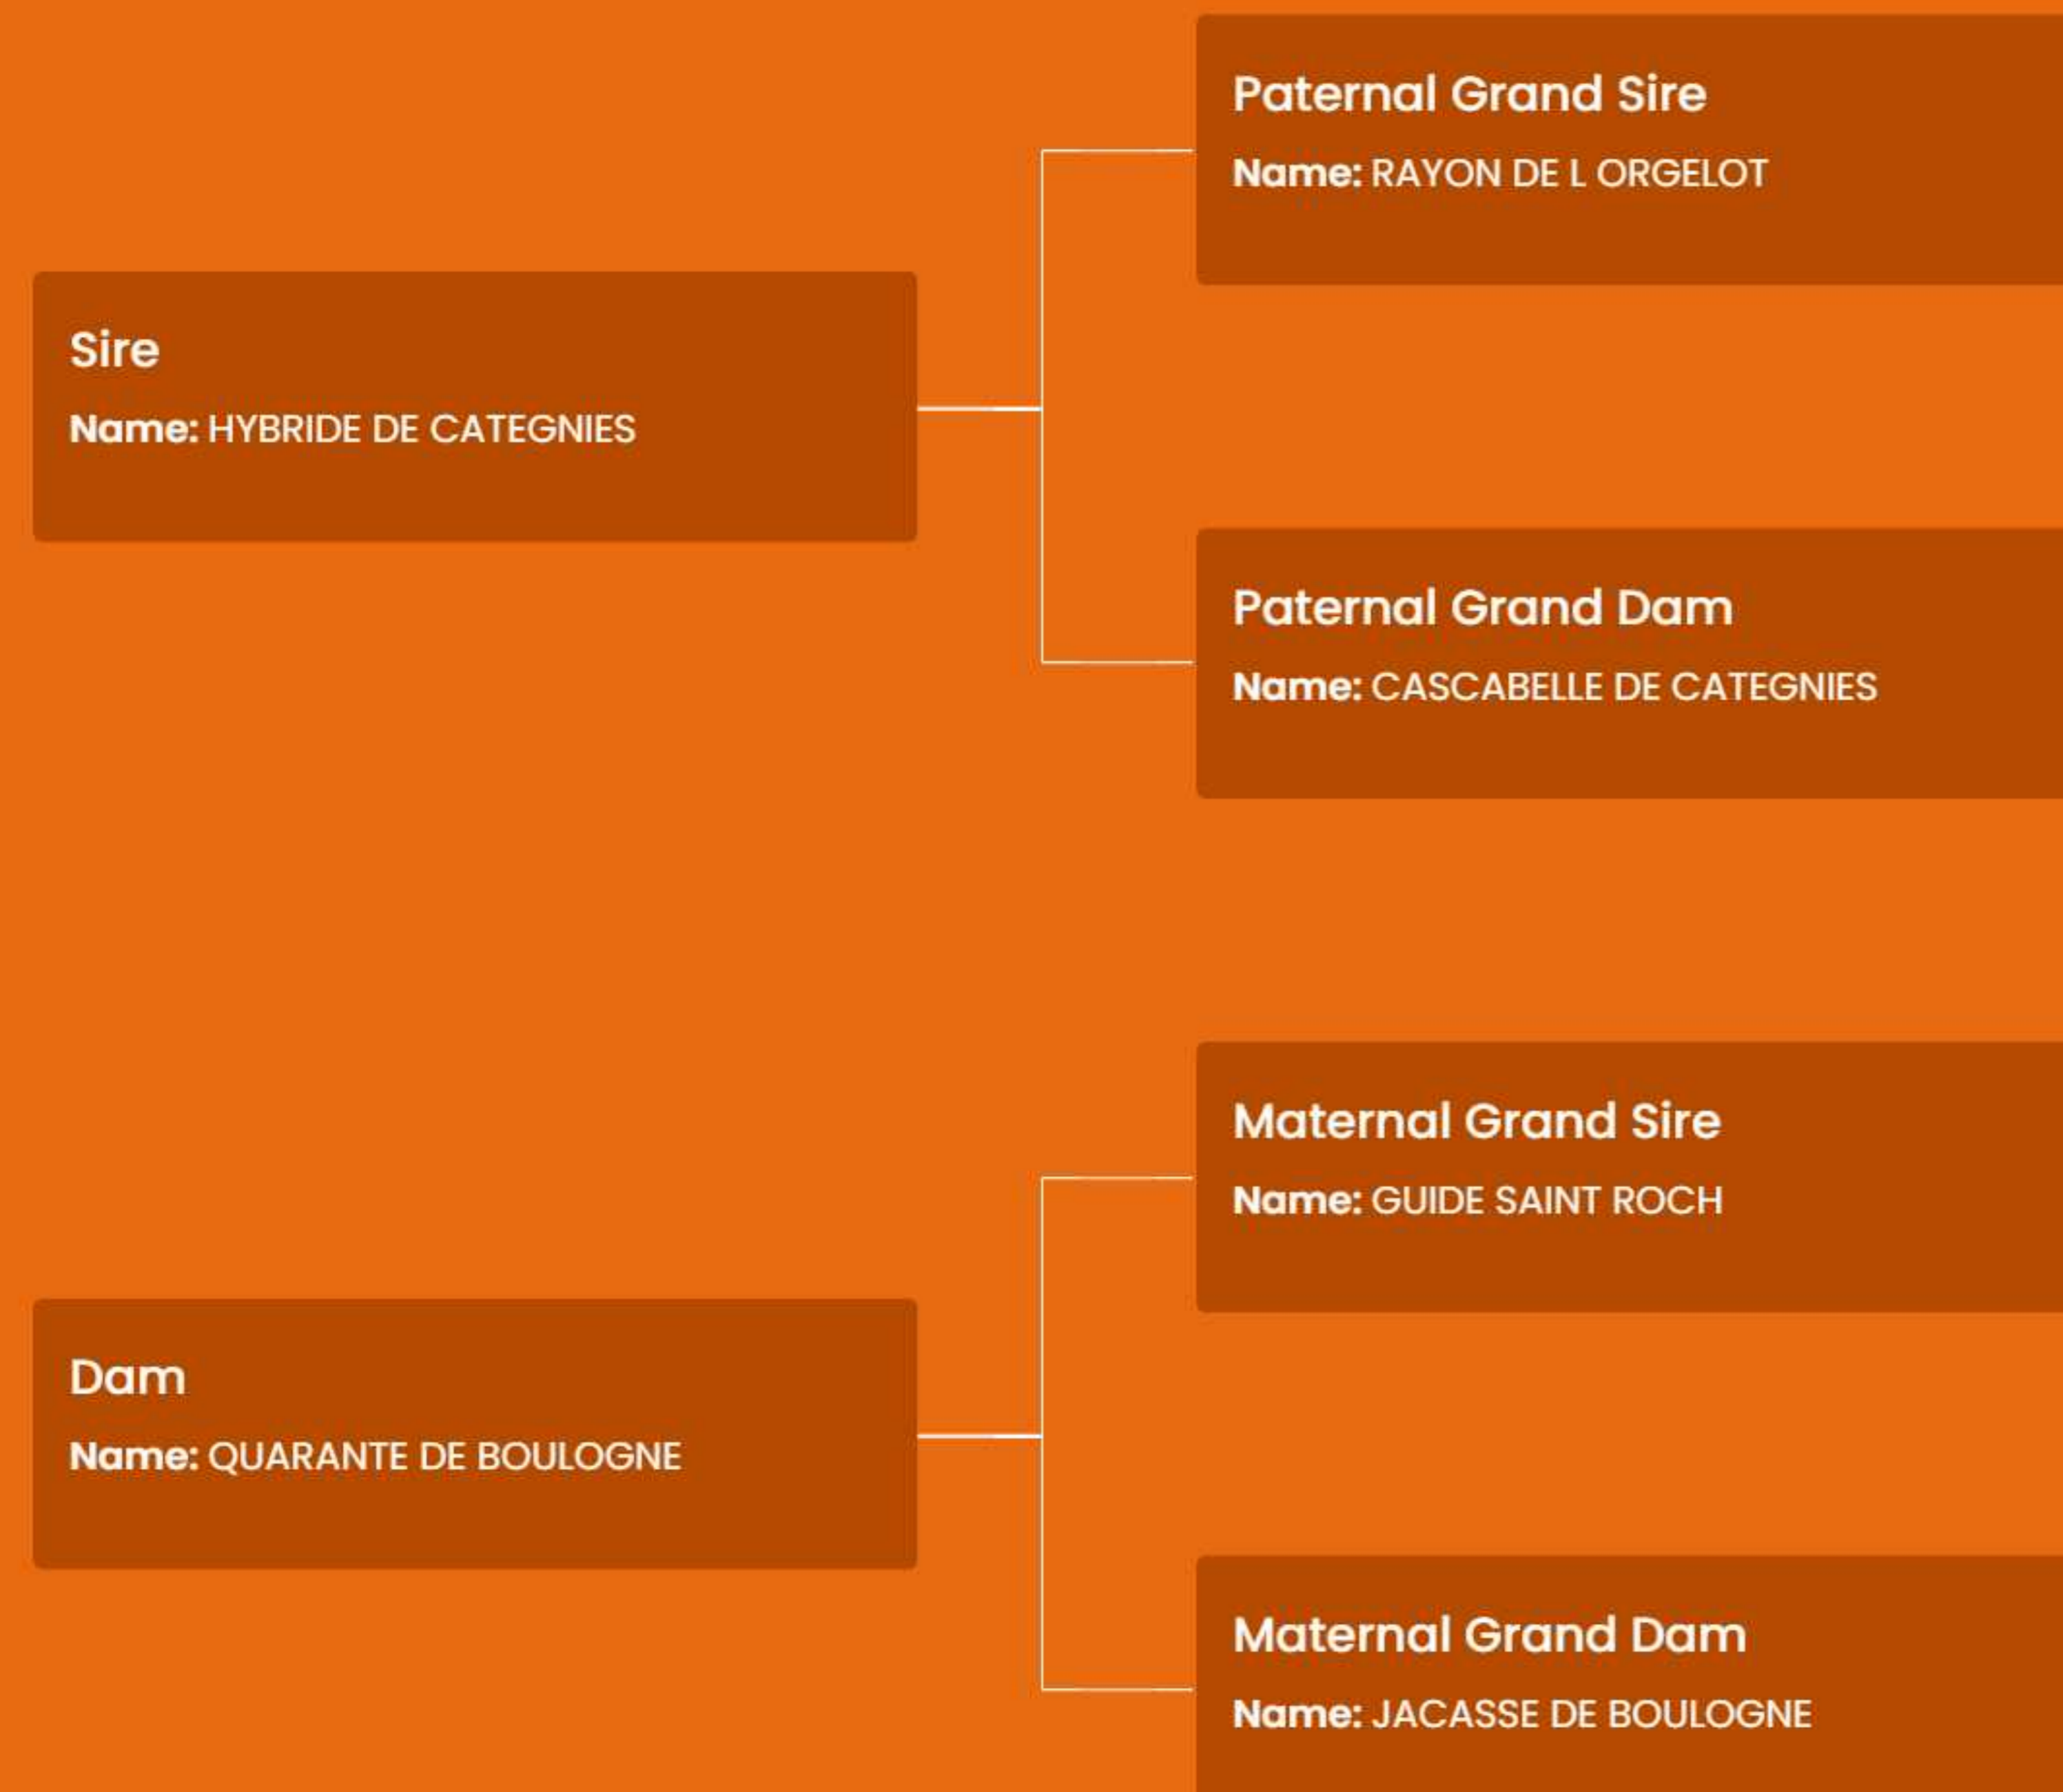 Paternal Grand Sire
Name: RAYON DE L ORGELOT
Sire
Name: HYBRIDE DE CATEGNIES
Paternal Grand Dam
Name: CASCABELLE DE CATEGNIES
Maternal Grand Sire
Name: GUIDE SAINT ROCH
Dam
Name: QUARANTE DE BOULOGNE
Maternal Grand Dam
Name: JACASSE DE BOULOGNE